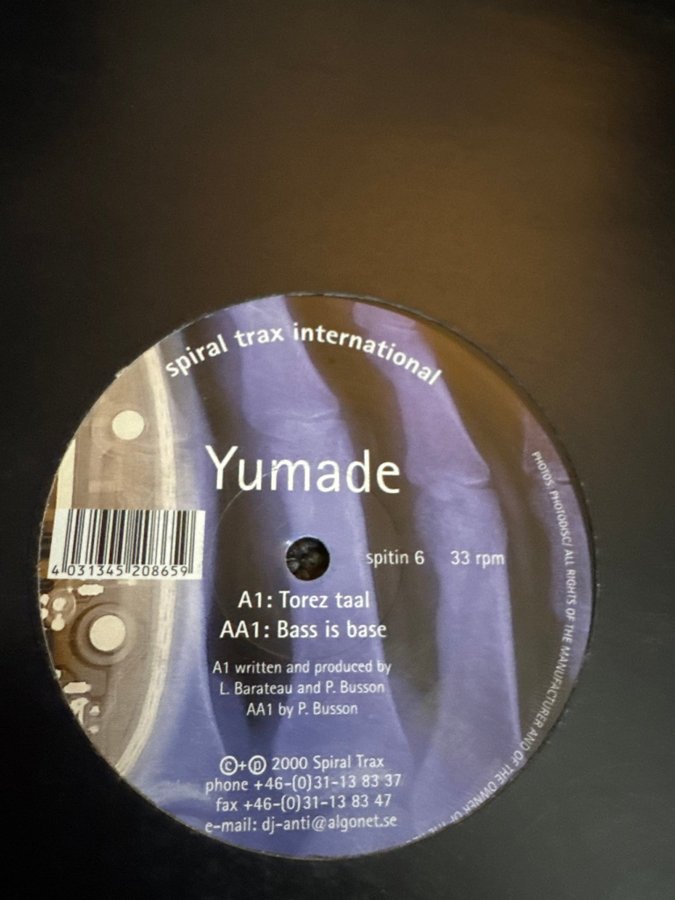 spiral trax international
Yumade
4 031345 208659
spitin 6 33 rpm
A1: Torez taal
AA1: Bass is base
A1 written and produced by
L. Barateau and P. Busson
AA1 by P. Busson
©+℗ 2000 Spiral Trax
phone +46-(0)31-13 83 37
fax +46-(0)31-13 83 47
e-mail: dj-anti@algonet.se
PHOTOS: PHOTODISC/ ALL RIGHTS OF THE MANUFACTURER AND OF THE OWNER OF THE